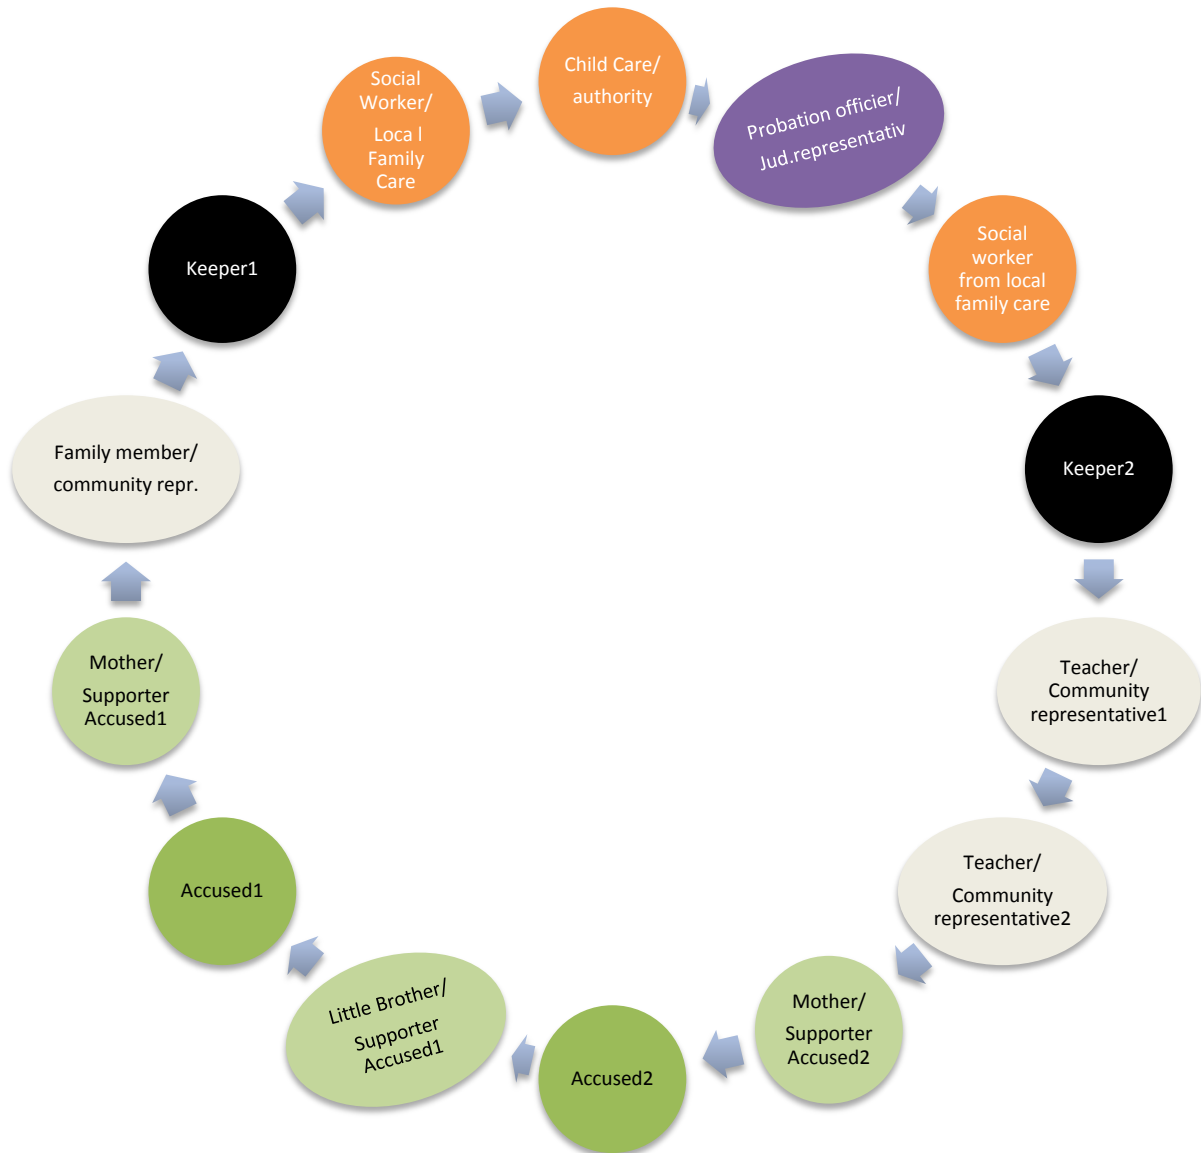 Child Care/
authority
Probation officier/
Jud.representativ
Social
worker
from local
family care
Keeper2
Teacher/
Community
representative1
Teacher/
Community
representative2
Mother/
Supporter
Accused2
Accused2
Little Brother/
Supporter
Accused1
Accused1
Mother/
Supporter
Accused1
Family member/
community repr.
Keeper1
Social
Worker/
Loca l
Family
Care